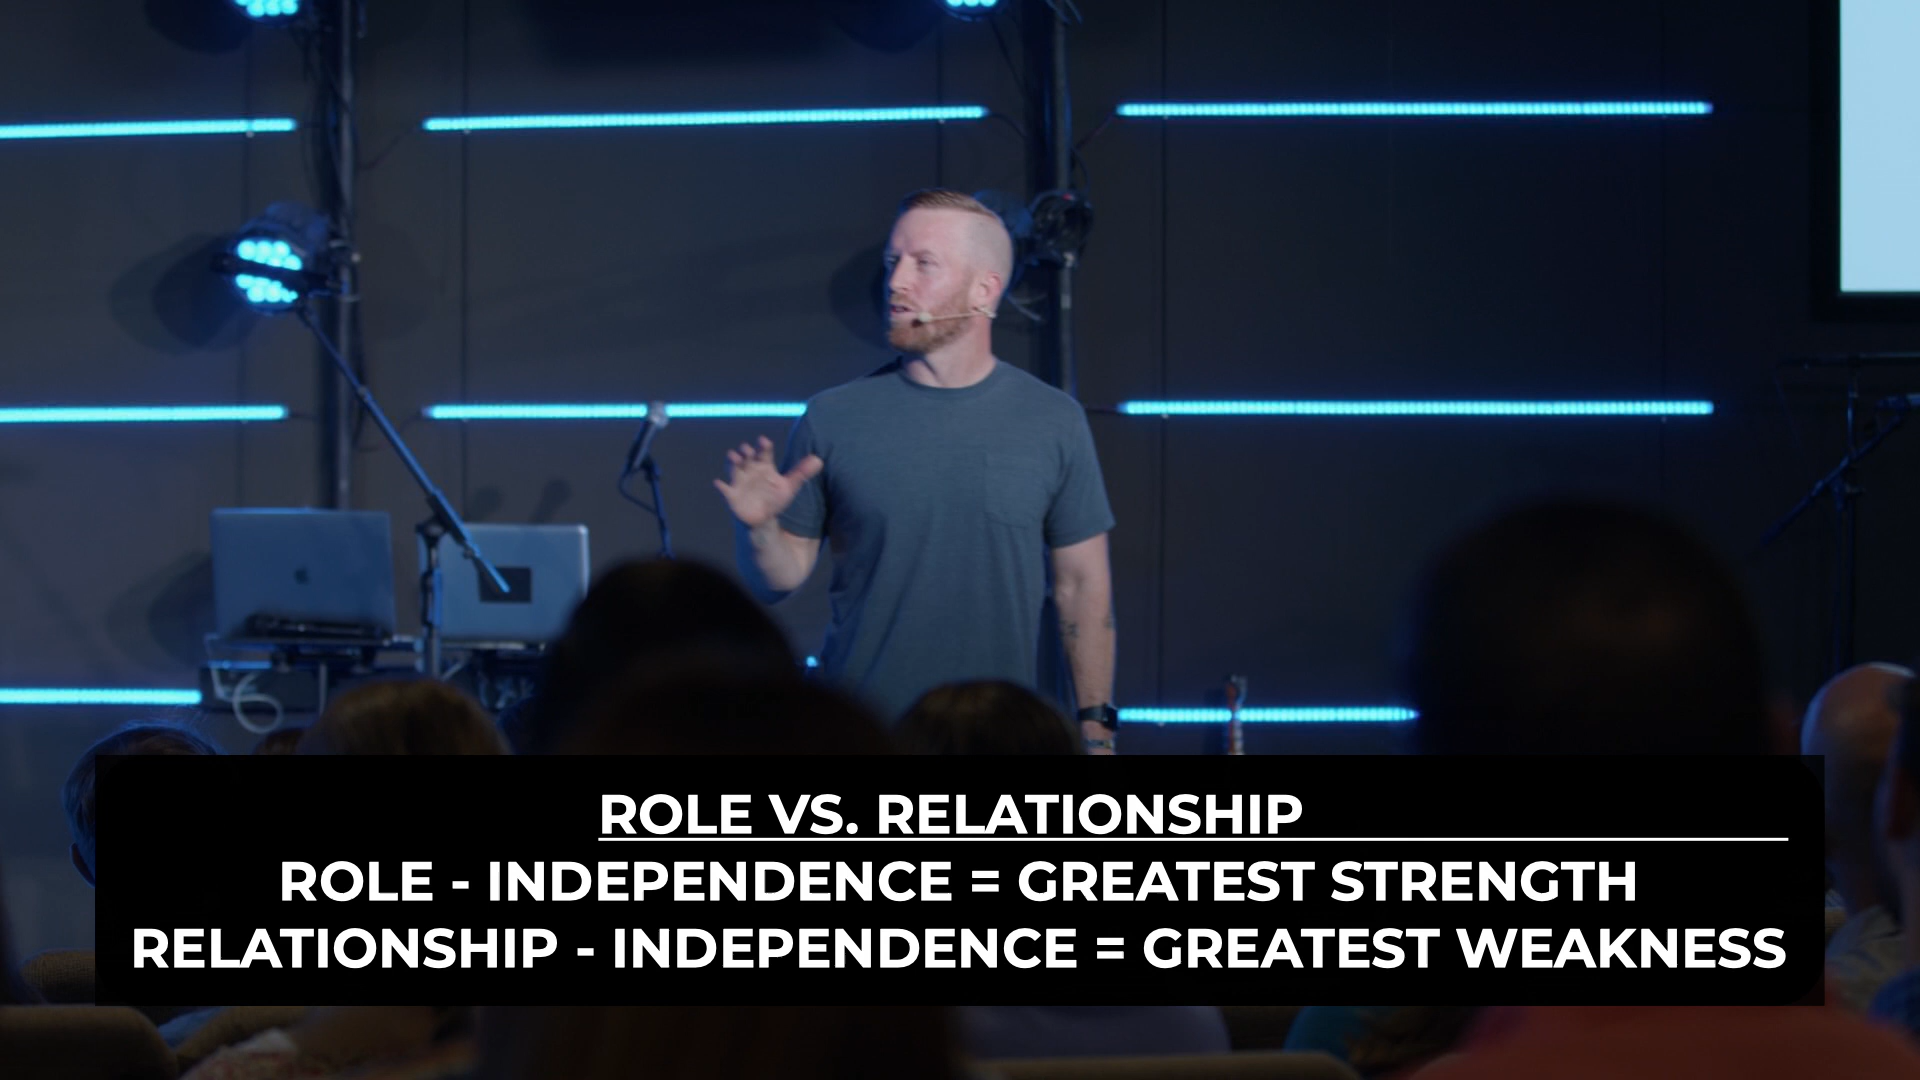 ROLE VS. RELATIONSHIP
ROLE - INDEPENDENCE = GREATEST STRENGTH
RELATIONSHIP - INDEPENDENCE = GREATEST WEAKNESS